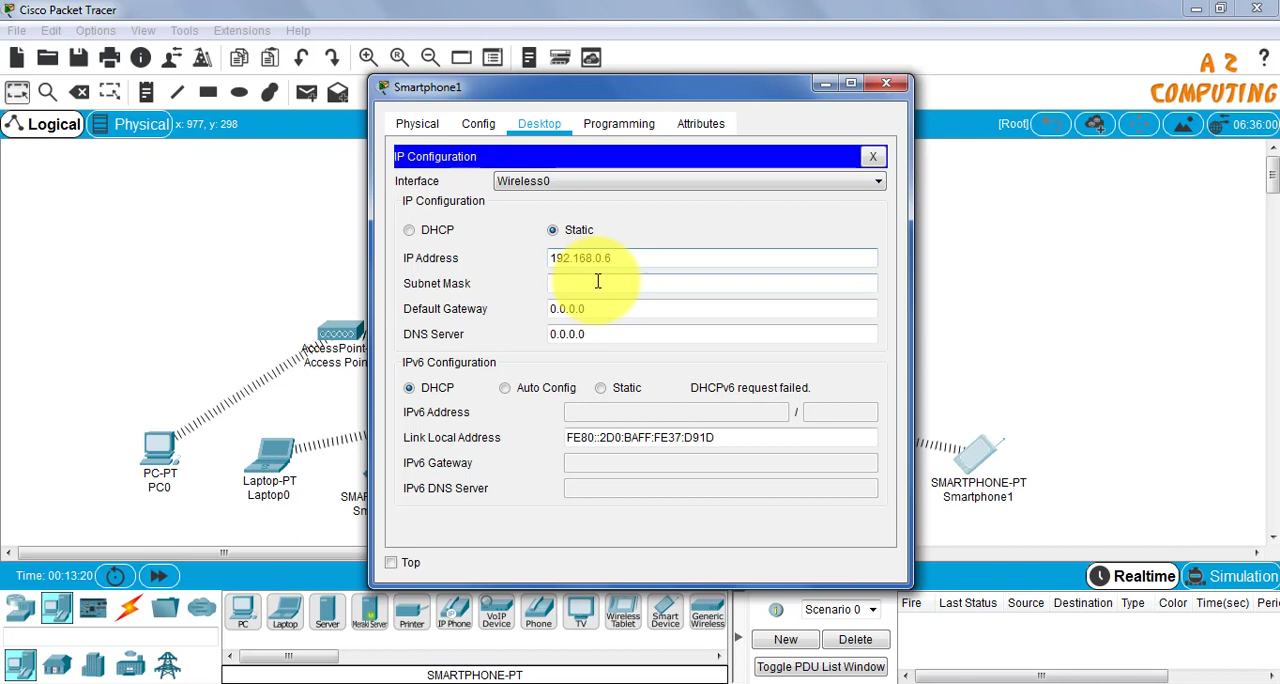 Cisco Packet Tracer
File Edit Options View Tools Extensions Help
A Z
COMPUTING
?
Logical
Physical
x: 977, y: 298
[Root]
06:36:00
Smartphone1
Physical
Config
Desktop
Programming
Attributes
IP Configuration
X
Interface
Wireless0
IP Configuration
DHCP
Static
IP Address
192.168.0.6
Subnet Mask
Default Gateway
0.0.0.0
DNS Server
0.0.0.0
IPv6 Configuration
DHCP
Auto Config
Static
DHCPv6 request failed.
IPv6 Address
/
Link Local Address
FE80::2D0:BAFF:FE37:D91D
IPv6 Gateway
IPv6 DNS Server
Top
AccessPoint-
Access Poin
PC-PT
PC0
Laptop-PT
Laptop0
SMA
Sm
SMARTPHONE-PT
Smartphone1
Time: 00:13:20
Realtime
Simulation
PC
Laptop
Server
Meraki Server
Printer
IP Phone
VoIP Device
Phone
TV
Wireless Tablet
Smart Device
Generic Wireless
SMARTPHONE-PT
Scenario 0
New
Delete
Toggle PDU List Window
Fire Last Status Source Destination Type Color Time(sec) Peri